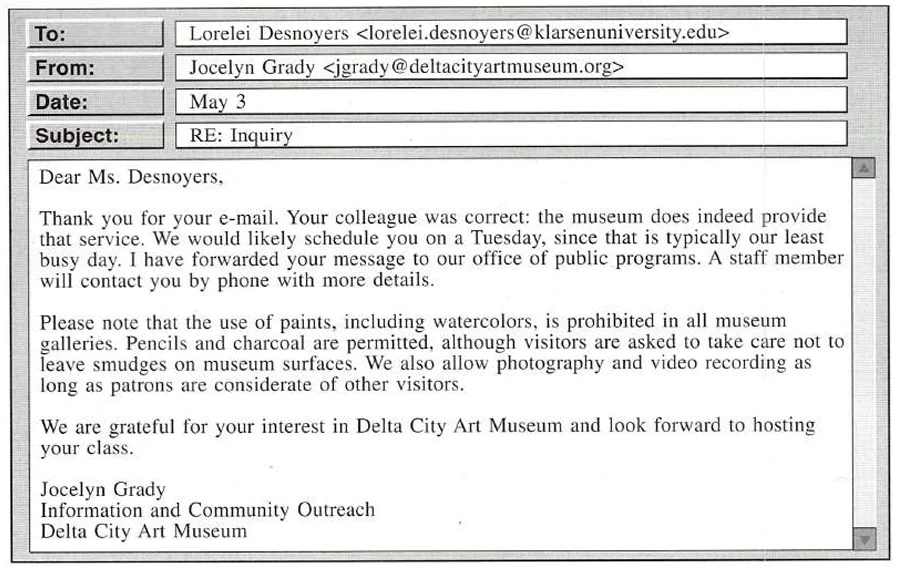 To: Lorelei Desnoyers <lorelei.desnoyers@klarsenuniversity.edu>
From: Jocelyn Grady <jgrady@deltacityartmuseum.org>
Date: May 3
Subject: RE: Inquiry
Dear Ms. Desnoyers,
Thank you for your e-mail. Your colleague was correct: the museum does indeed provide
that service. We would likely schedule you on a Tuesday, since that is typically our least
busy day. I have forwarded your message to our office of public programs. A staff member
will contact you by phone with more details.
Please note that the use of paints, including watercolors, is prohibited in all museum
galleries. Pencils and charcoal are permitted, although visitors are asked to take care not to
leave smudges on museum surfaces. We also allow photography and video recording as
long as patrons are considerate of other visitors.
We are grateful for your interest in Delta City Art Museum and look forward to hosting
your class.
Jocelyn Grady
Information and Community Outreach
Delta City Art Museum